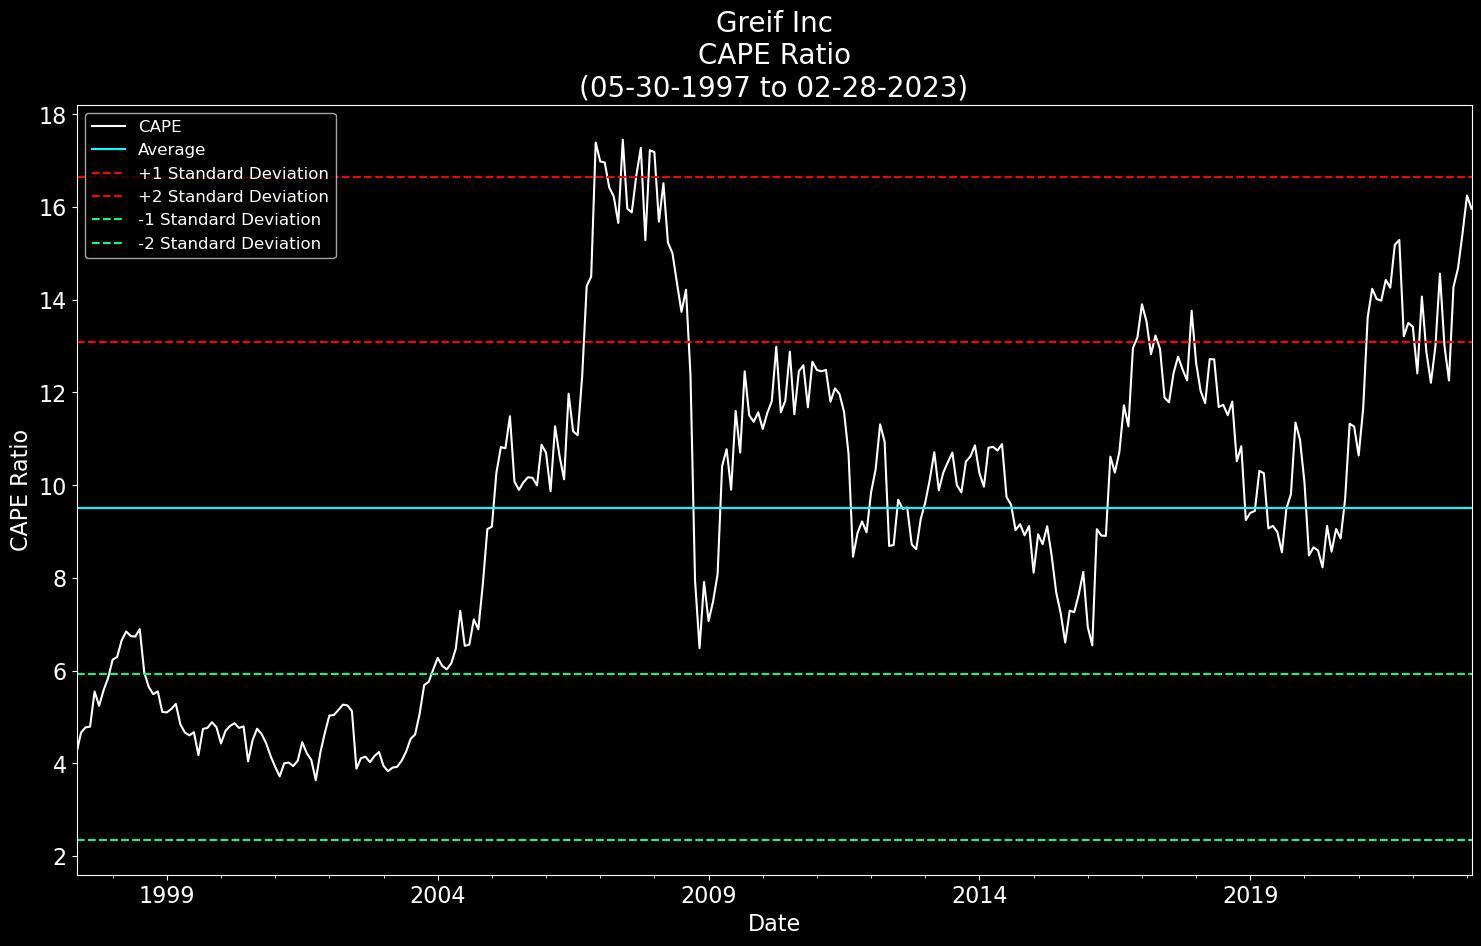 Greif Inc
CAPE Ratio
(05-30-1997 to 02-28-2023)
CAPE
Average
+1 Standard Deviation
+2 Standard Deviation
-1 Standard Deviation
-2 Standard Deviation
18
16
14
12
10
8
6
4
2
CAPE Ratio
1999 2004 2009 2014 2019
Date